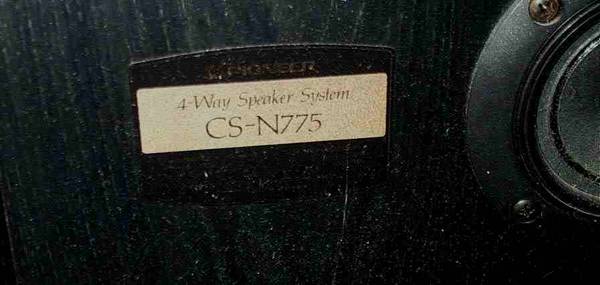 PIONEER
4-Way Speaker System
CS-N775